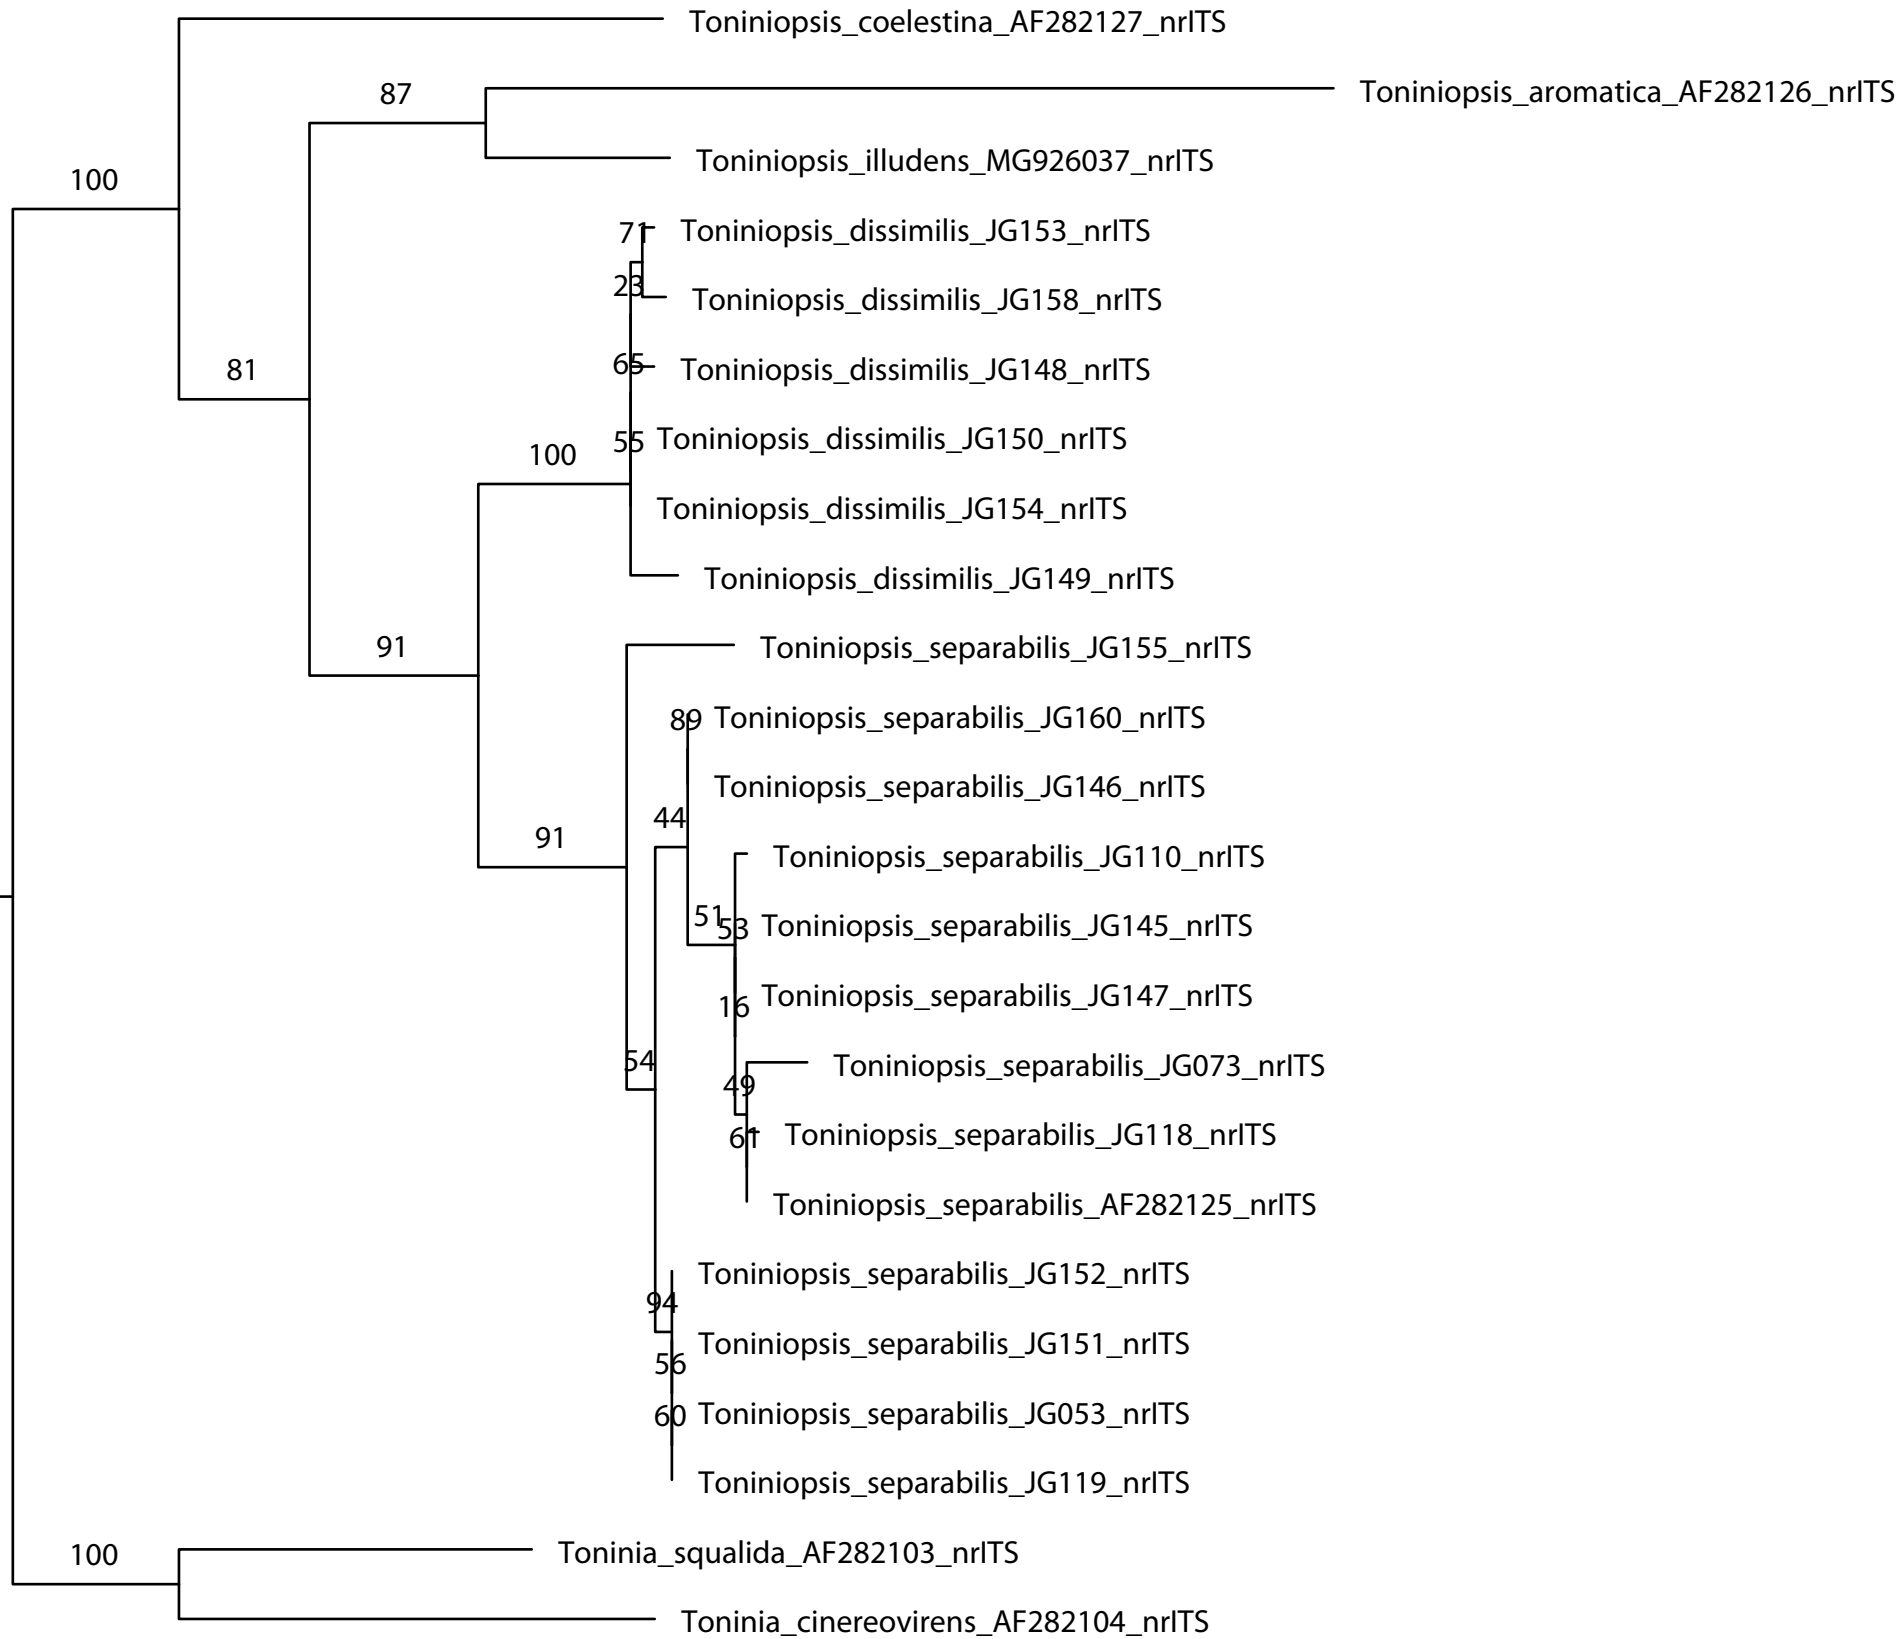 Toniniopsis_coelestina_AF282127_nrITS
87
Toniniopsis_aromatica_AF282126_nrITS
Toniniopsis_illudens_MG926037_nrITS
100
71
Toniniopsis_dissimilis_JG153_nrITS
23
Toniniopsis_dissimilis_JG158_nrITS
81
65
Toniniopsis_dissimilis_JG148_nrITS
55
Toniniopsis_dissimilis_JG150_nrITS
100
Toniniopsis_dissimilis_JG154_nrITS
Toniniopsis_dissimilis_JG149_nrITS
91
Toniniopsis_separabilis_JG155_nrITS
89
Toniniopsis_separabilis_JG160_nrITS
Toniniopsis_separabilis_JG146_nrITS
44
91
Toniniopsis_separabilis_JG110_nrITS
51
53
Toniniopsis_separabilis_JG145_nrITS
16
Toniniopsis_separabilis_JG147_nrITS
54
Toniniopsis_separabilis_JG073_nrITS
49
61
Toniniopsis_separabilis_JG118_nrITS
Toniniopsis_separabilis_AF282125_nrITS
Toniniopsis_separabilis_JG152_nrITS
94
Toniniopsis_separabilis_JG151_nrITS
56
60
Toniniopsis_separabilis_JG053_nrITS
Toniniopsis_separabilis_JG119_nrITS
100
Toninia_squalida_AF282103_nrITS
Toninia_cinereovirens_AF282104_nrITS